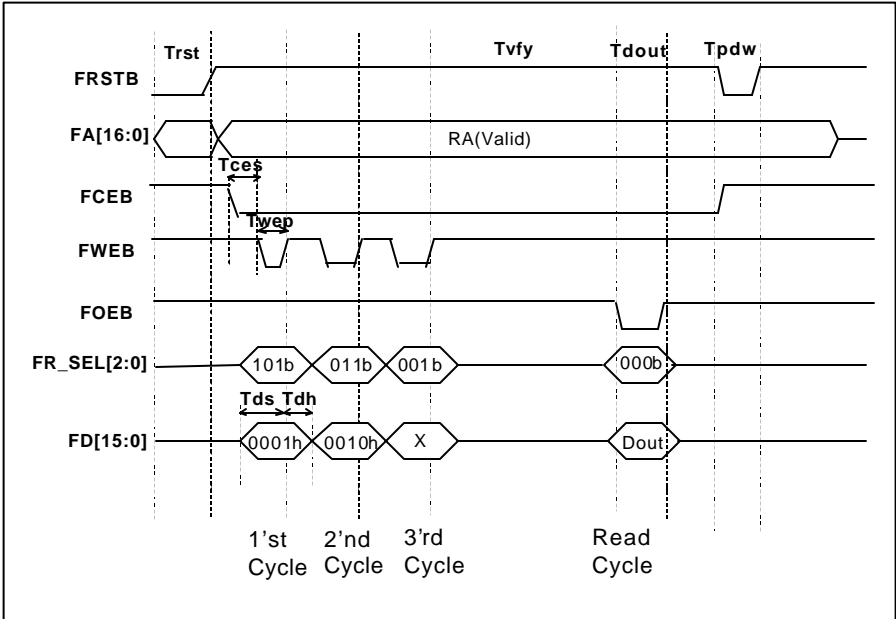 Trst Tvfy Tdout Tpdw
FRSTB
FA[16:0] RA(Valid)
Tces
FCEB
Twep
FWEB
FOEB
FR_SEL[2:0] 101b 011b 001b 000b
Tds Tdh
FD[15:0] 0001h 0010h X Dout
1'st 2'nd 3'rd Read
Cycle Cycle Cycle Cycle